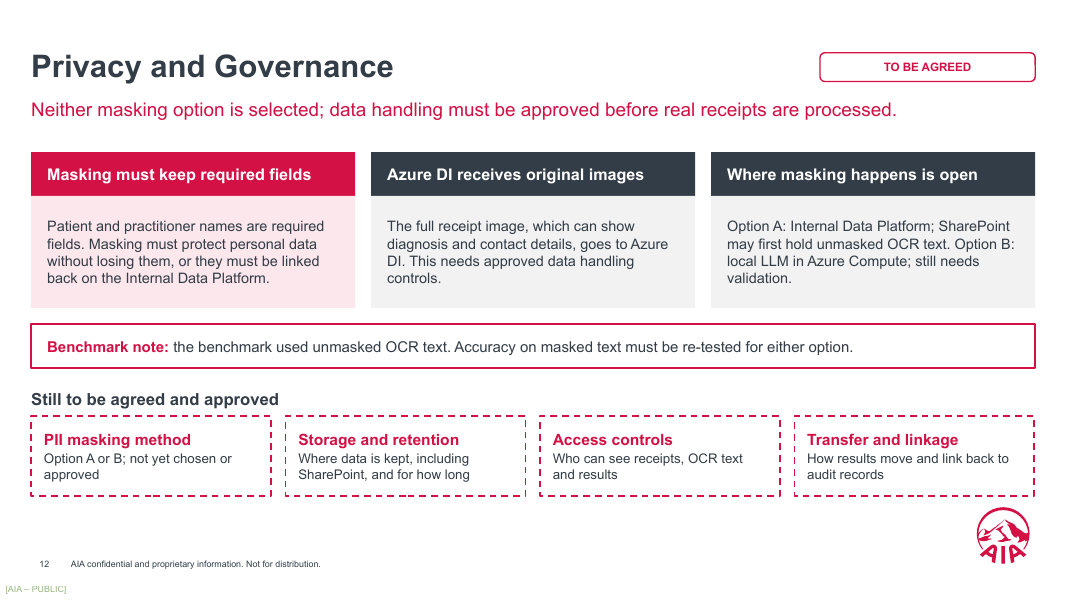 Privacy and Governance
TO BE AGREED
Neither masking option is selected; data handling must be approved before real receipts are processed.
Masking must keep required fields
Patient and practitioner names are required
fields. Masking must protect personal data
without losing them, or they must be linked
back on the Internal Data Platform.
Azure DI receives original images
The full receipt image, which can show
diagnosis and contact details, goes to Azure
DI. This needs approved data handling
controls.
Where masking happens is open
Option A: Internal Data Platform; SharePoint
may first hold unmasked OCR text. Option B:
local LLM in Azure Compute; still needs
validation.
Benchmark note: the benchmark used unmasked OCR text. Accuracy on masked text must be re-tested for either option.
Still to be agreed and approved
PII masking method
Option A or B; not yet chosen or
approved
Storage and retention
Where data is kept, including
SharePoint, and for how long
Access controls
Who can see receipts, OCR text
and results
Transfer and linkage
How results move and link back to
audit records
AIA
12 AIA confidential and proprietary information. Not for distribution.
[AIA – PUBLIC]